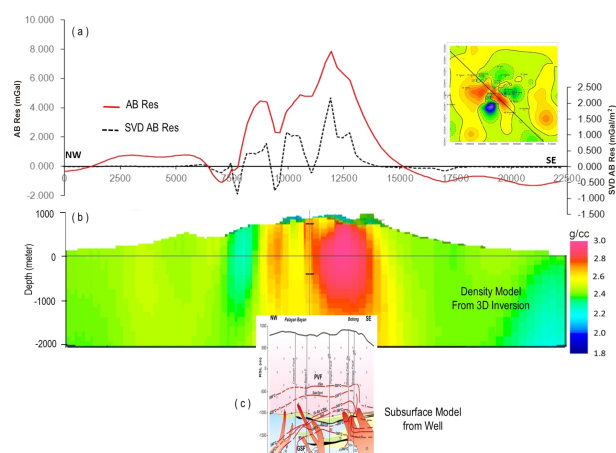 ( a )
10.000
8.000
6.000
4.000
2.000
0.000
-2.000
AB Res (mGal)
AB Res
SVD AB Res
NW
SE
0
2500
5000
7500
10000
12500
15000
17500
20000
22500
2.500
2.000
1.500
1.000
0.500
0.000
-0.500
-1.000
-1.500
SVD AB Res (mGal/m²)
(b)
1000
0
-1000
-2000
Depth (meter)
g/cc
3.0
2.8
2.6
2.4
2.2
2.0
1.8
Density Model
From 3D Inversion
NW
SE
PVF
GSF
( c )
Subsurface Model
from Well